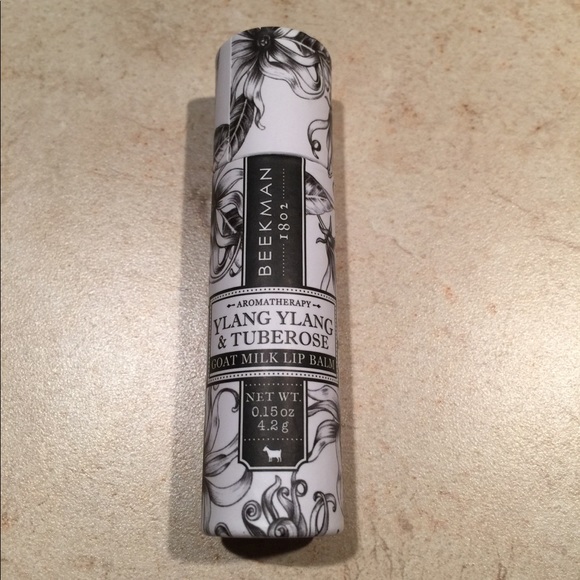 BEEKMAN
1802
AROMATHERAPY
YLANG YLANG
& TUBEROSE
GOAT MILK LIP BALM
NET WT.
0.15 oz
4.2 g